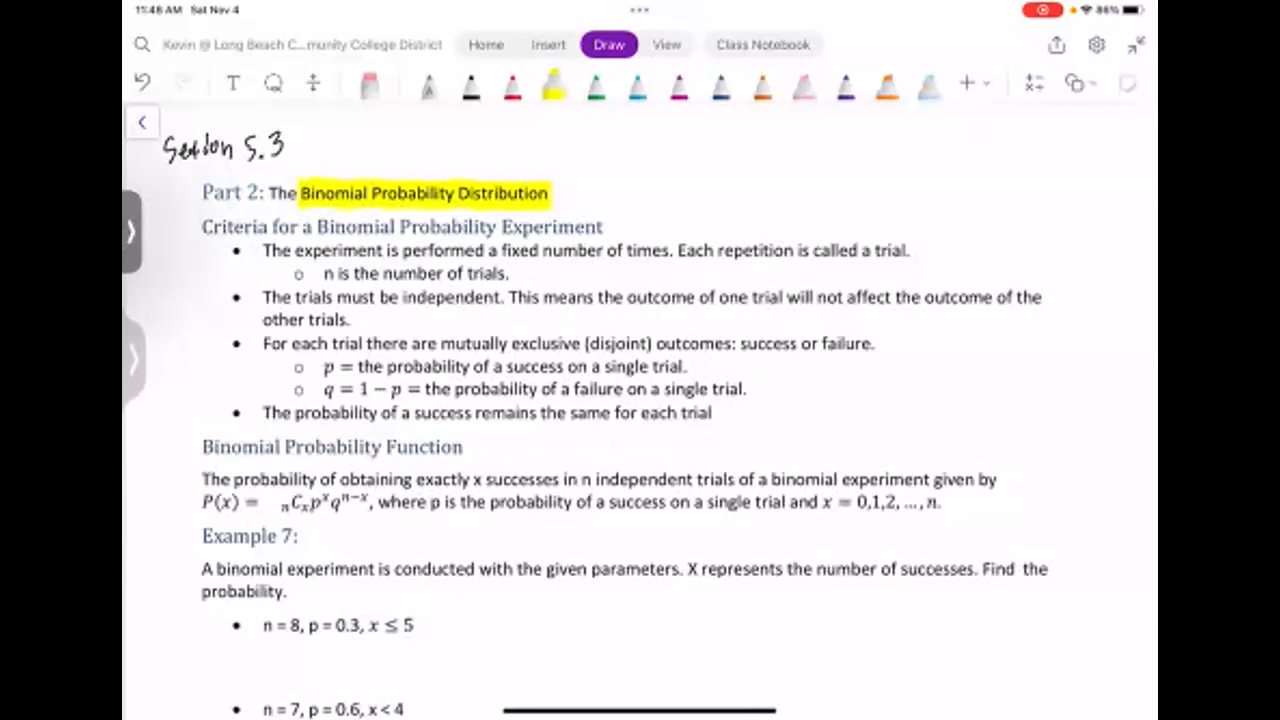 11:48 AM Sat Nov 4
86%
Kevin @ Long Beach C...munity College District
Home Insert Draw View Class Notebook
Section 5.3
Part 2: The Binomial Probability Distribution
Criteria for a Binomial Probability Experiment
• The experiment is performed a fixed number of times. Each repetition is called a trial.
o n is the number of trials.
• The trials must be independent. This means the outcome of one trial will not affect the outcome of the
other trials.
• For each trial there are mutually exclusive (disjoint) outcomes: success or failure.
o p = the probability of a success on a single trial.
o q = 1 − p = the probability of a failure on a single trial.
• The probability of a success remains the same for each trial
Binomial Probability Function
The probability of obtaining exactly x successes in n independent trials of a binomial experiment given by
P(x) = ₙCₓpˣqⁿ⁻ˣ, where p is the probability of a success on a single trial and x = 0,1,2, ..., n.
Example 7:
A binomial experiment is conducted with the given parameters. X represents the number of successes. Find the
probability.
• n = 8, p = 0.3, x ≤ 5
• n = 7, p = 0.6, x < 4